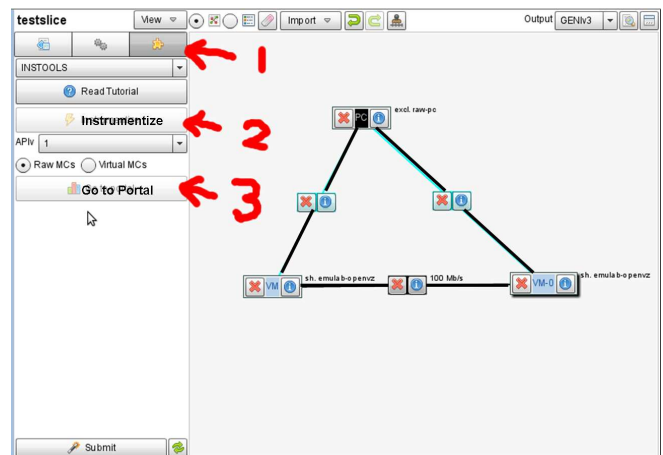 testslice View Import Output GENIv3
1
INSTOOLS
Read Tutorial
Instrumentize
2
APIv 1
Raw MCs Virtual MCs
Go to Portal
3
excl. raw-pc
PC
VM
sh. emulab-openvz
100 Mb/s
VM-0
sh. emulab-openvz
Submit